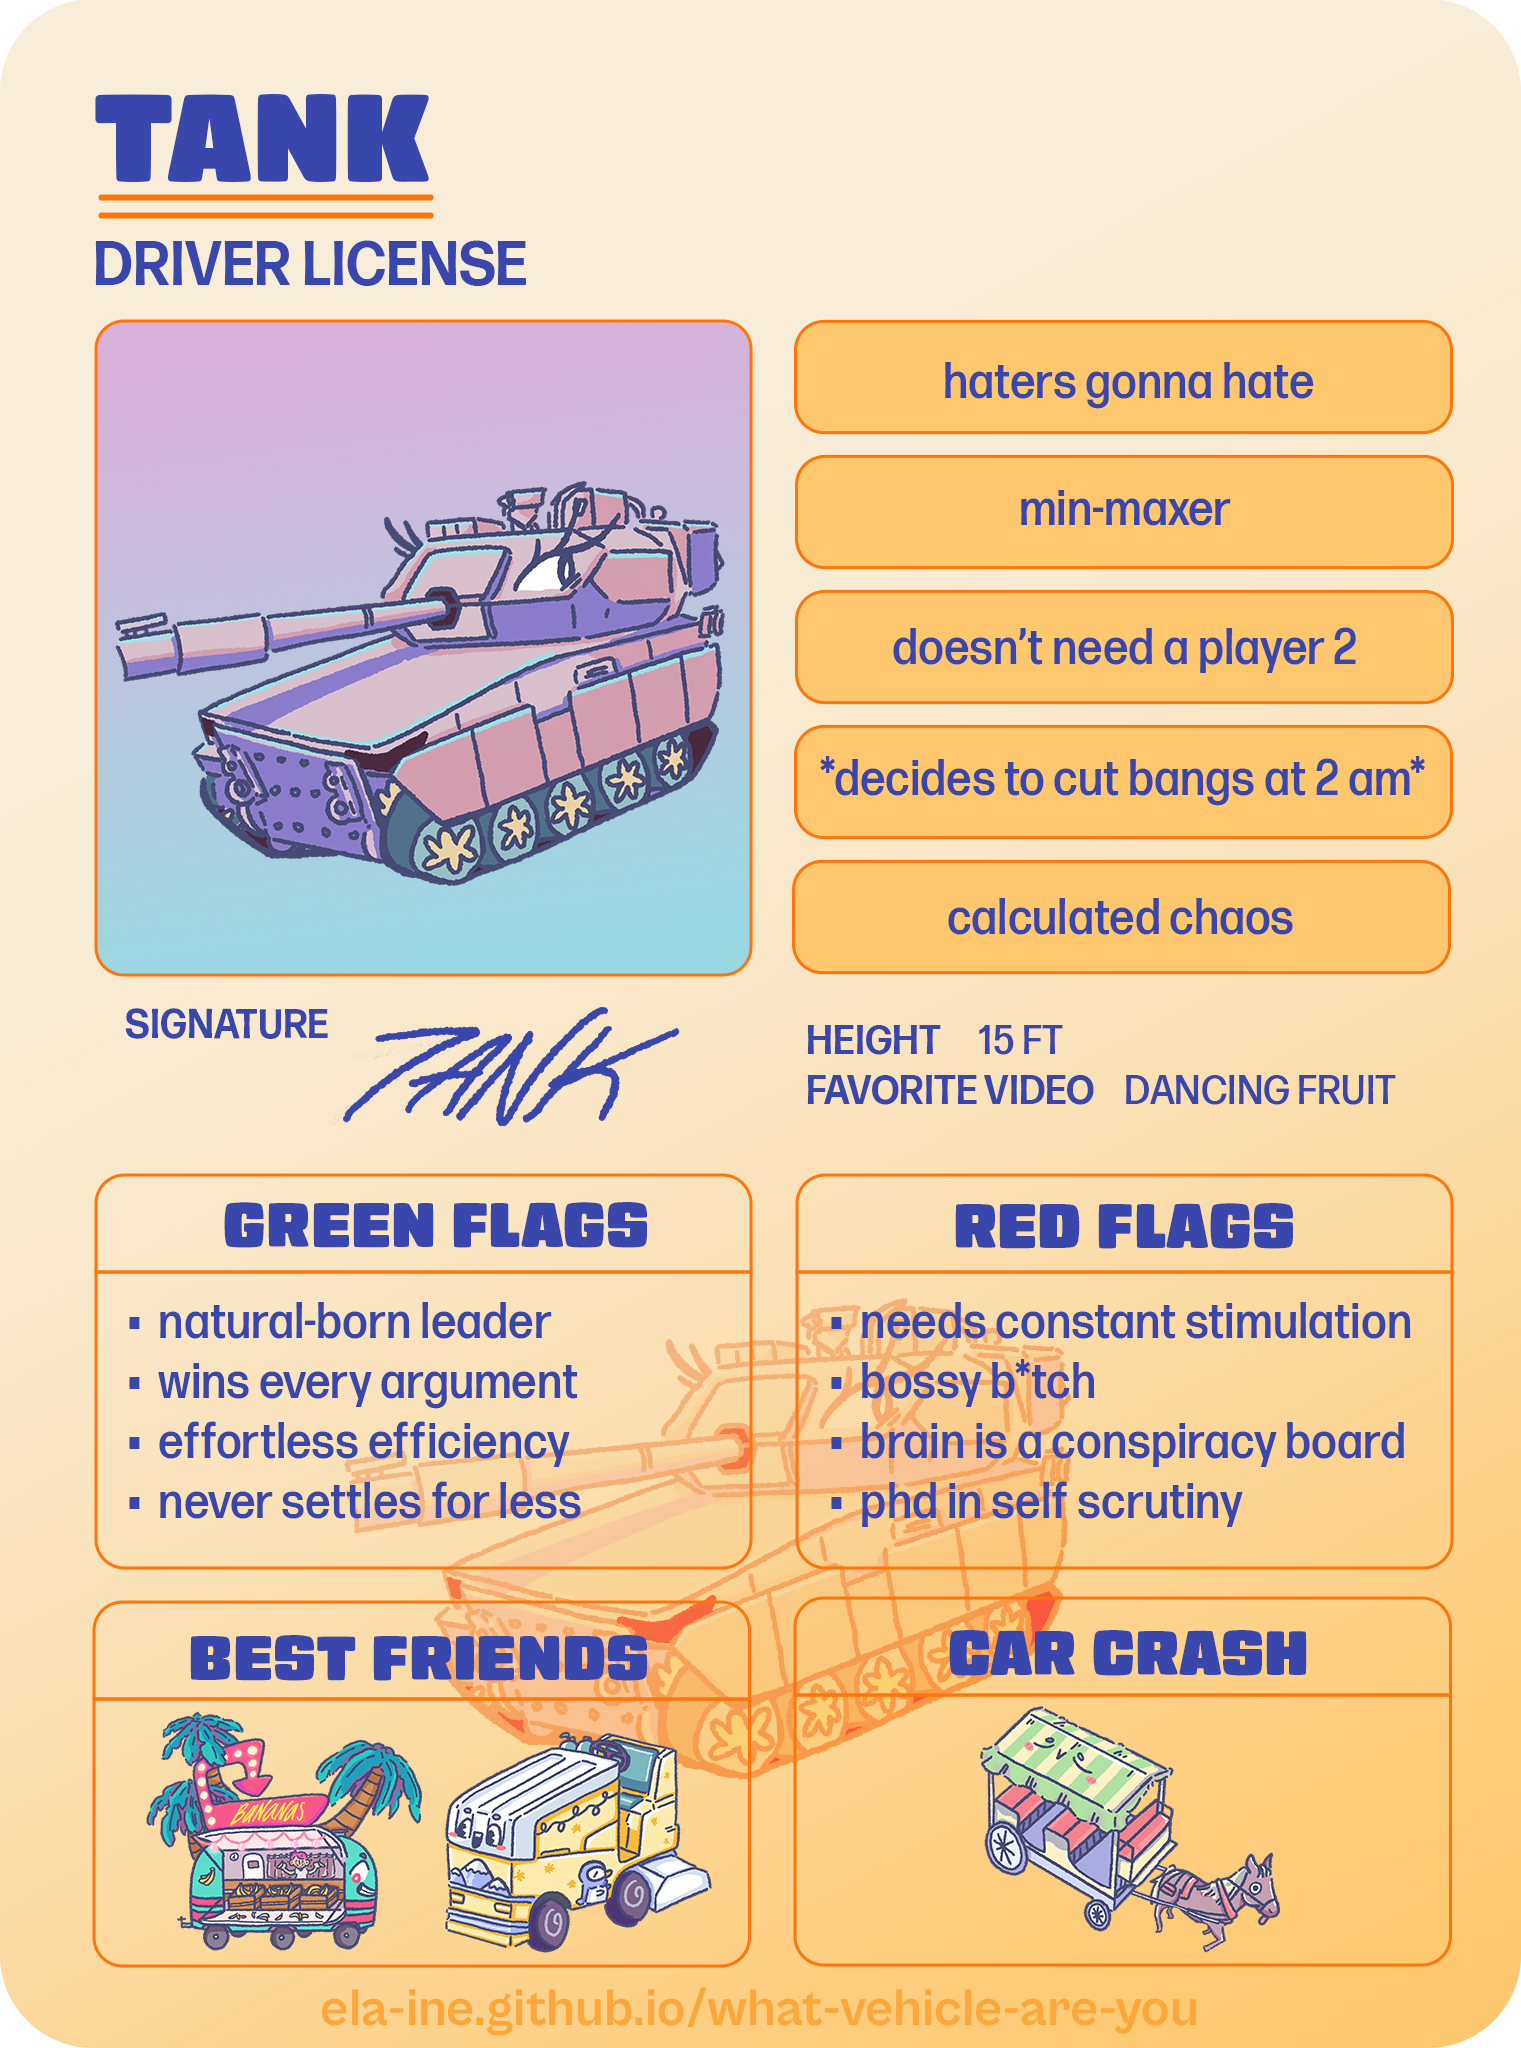 TANK
DRIVER LICENSE
haters gonna hate
min-maxer
doesn't need a player 2
*decides to cut bangs at 2 am*
calculated chaos
SIGNATURE TANK
HEIGHT 15 FT
FAVORITE VIDEO DANCING FRUIT
GREEN FLAGS
▪ natural-born leader
▪ wins every argument
▪ effortless efficiency
▪ never settles for less
RED FLAGS
▪ needs constant stimulation
▪ bossy b*tch
▪ brain is a conspiracy board
▪ phd in self scrutiny
BEST FRIENDS
BANANAS
CAR CRASH
ela-ine.github.io/what-vehicle-are-you